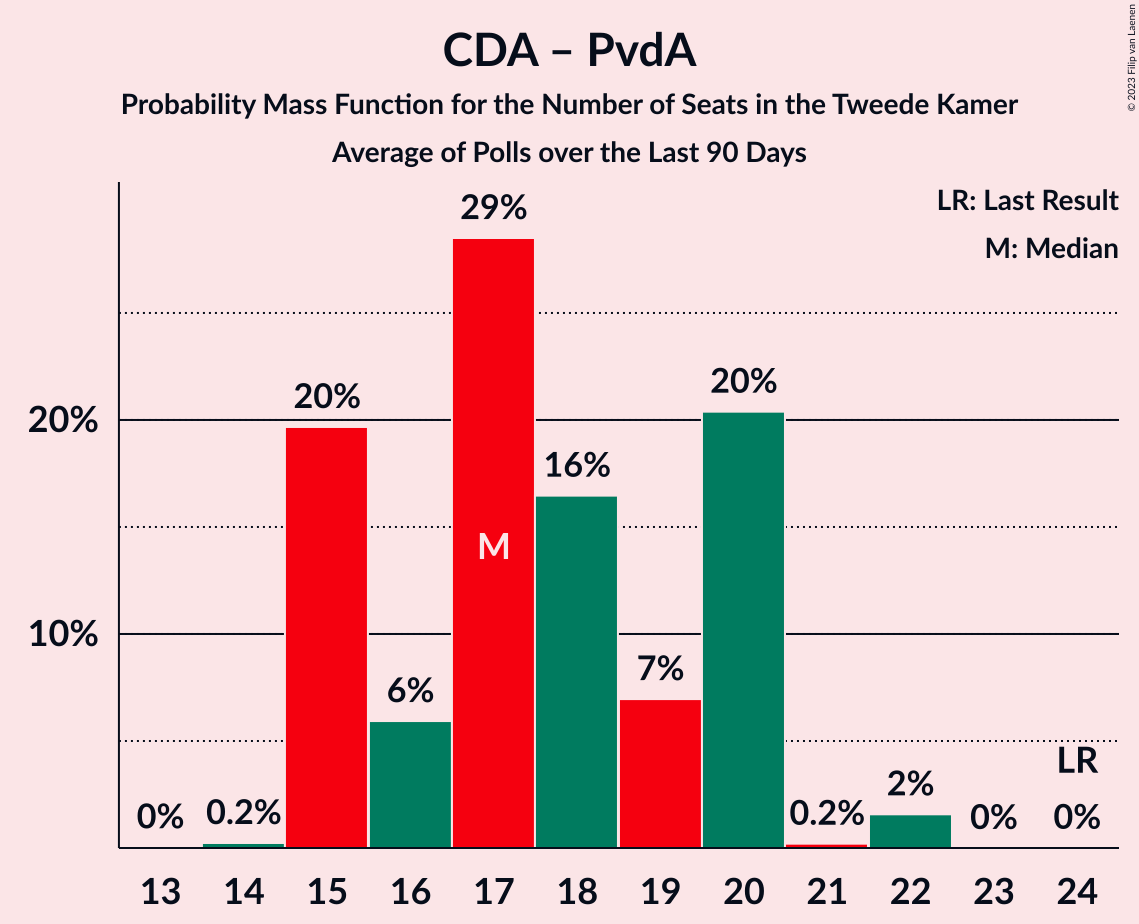 CDA – PvdA
Probability Mass Function for the Number of Seats in the Tweede Kamer
Average of Polls over the Last 90 Days
© 2023 Filip van Laenen
LR: Last Result
M: Median
29%
20%
20%
20%
16%
M
10%
7%
6%
LR
2%
0%
0.2%
0.2%
0%
0%
13 14 15 16 17 18 19 20 21 22 23 24